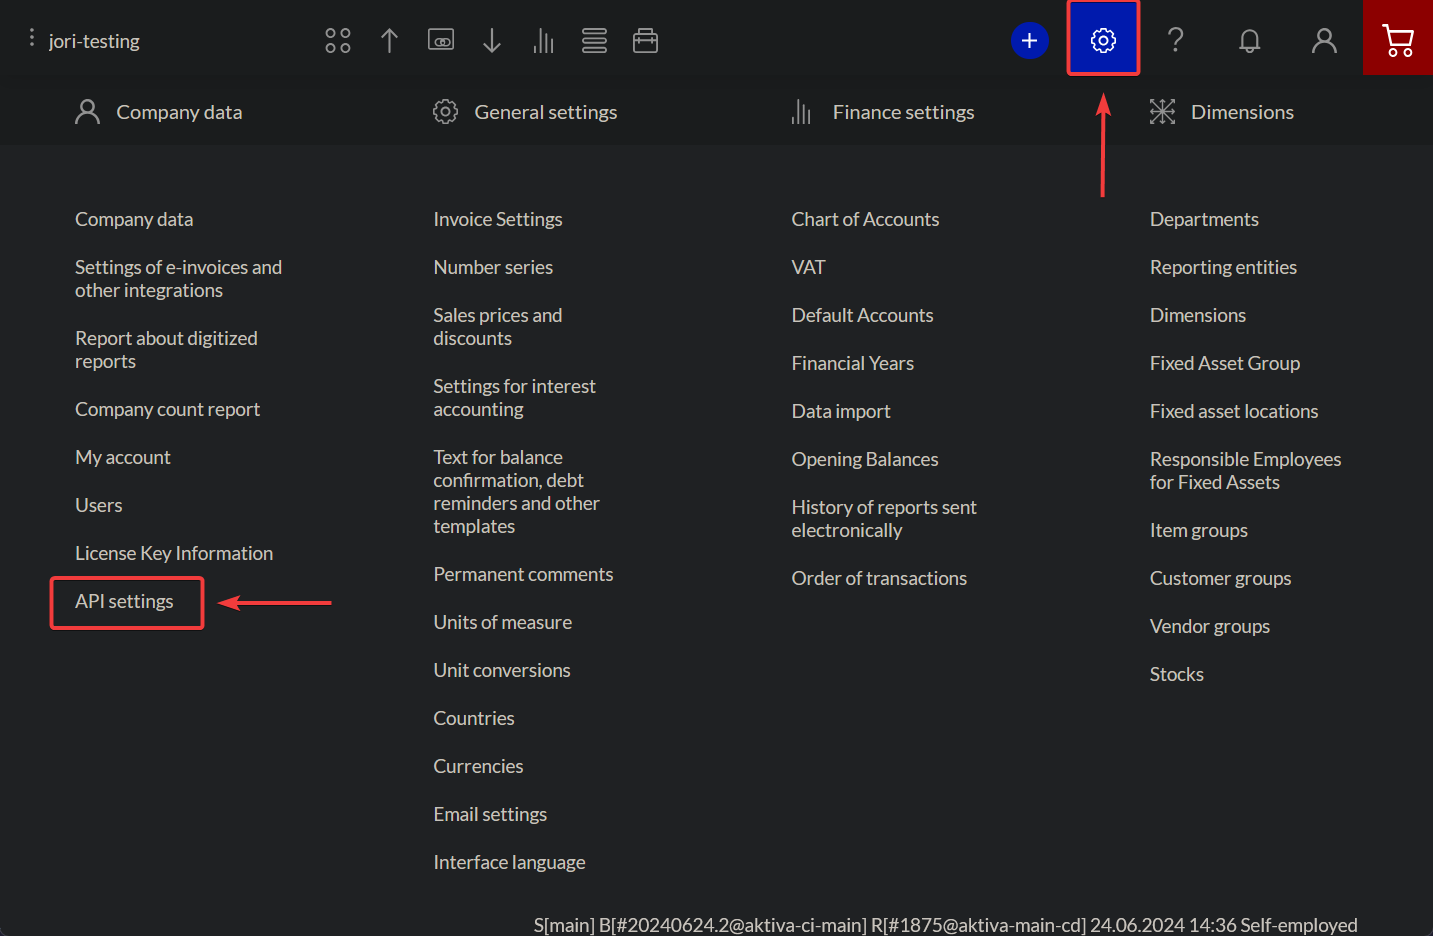 jori-testing
Company data
General settings
Finance settings
Dimensions
Company data
Settings of e-invoices and
other integrations
Report about digitized
reports
Company count report
My account
Users
License Key Information
API settings
Invoice Settings
Number series
Sales prices and
discounts
Settings for interest
accounting
Text for balance
confirmation, debt
reminders and other
templates
Permanent comments
Units of measure
Unit conversions
Countries
Currencies
Email settings
Interface language
Chart of Accounts
VAT
Default Accounts
Financial Years
Data import
Opening Balances
History of reports sent
electronically
Order of transactions
Departments
Reporting entities
Dimensions
Fixed Asset Group
Fixed asset locations
Responsible Employees
for Fixed Assets
Item groups
Customer groups
Vendor groups
Stocks
S[main] B[#20240624.2@aktiva-ci-main] R[#1875@aktiva-main-cd] 24.06.2024 14:36 Self-employed